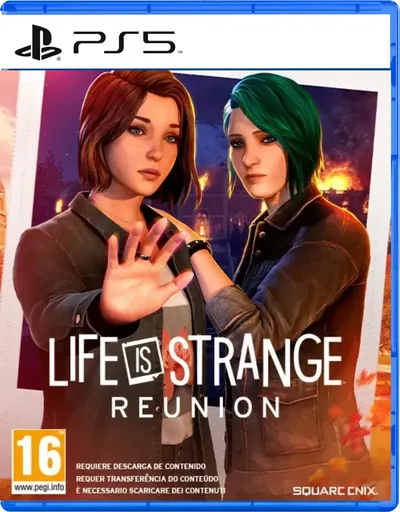 PS5
LIFE IS STRANGE
REUNION
16
www.pegi.info
REQUIERE DESCARGA DE CONTENIDO
REQUER TRANSFERÊNCIA DO CONTEÚDO
È NECESSARIO SCARICARE DEI CONTENUTI
SQUARE ENIX